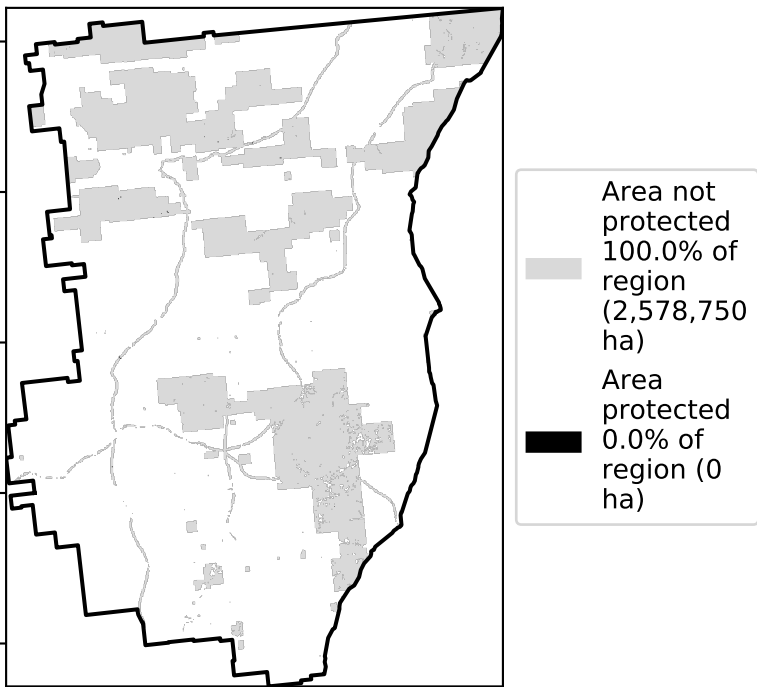 Area not
protected
100.0% of
region
(2,578,750
ha)
Area
protected
0.0% of
region (0
ha)